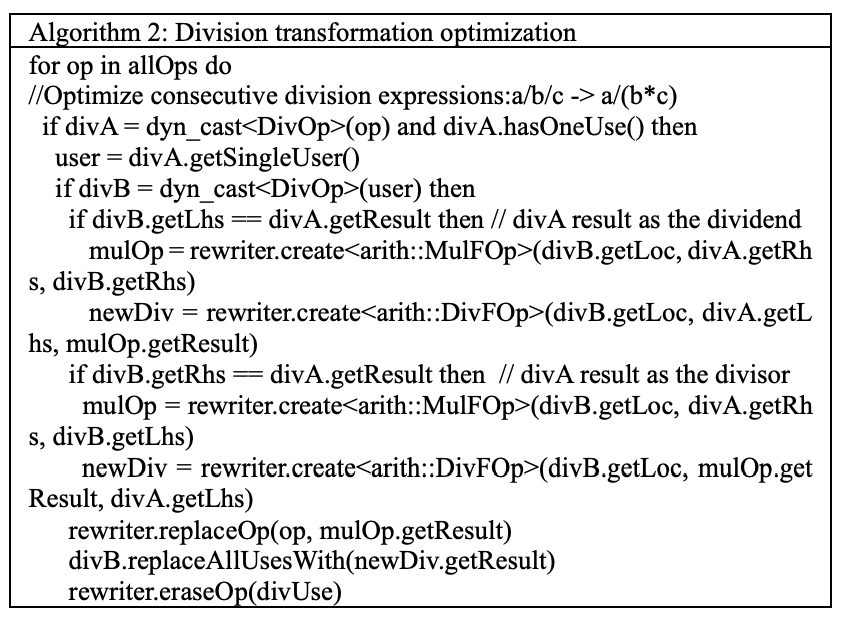 Algorithm 2: Division transformation optimization
for op in allOps do
//Optimize consecutive division expressions:a/b/c -> a/(b*c)
if divA = dyn_cast<DivOp>(op) and divA.hasOneUse() then
user = divA.getSingleUser()
if divB = dyn_cast<DivOp>(user) then
if divB.getLhs == divA.getResult then // divA result as the dividend
mulOp = rewriter.create<arith::MulFOp>(divB.getLoc, divA.getRh
s, divB.getRhs)
newDiv = rewriter.create<arith::DivFOp>(divB.getLoc, divA.getL
hs, mulOp.getResult)
if divB.getRhs == divA.getResult then // divA result as the divisor
mulOp = rewriter.create<arith::MulFOp>(divB.getLoc, divA.getRh
s, divB.getLhs)
newDiv = rewriter.create<arith::DivFOp>(divB.getLoc, mulOp.get
Result, divA.getLhs)
rewriter.replaceOp(op, mulOp.getResult)
divB.replaceAllUsesWith(newDiv.getResult)
rewriter.eraseOp(divUse)